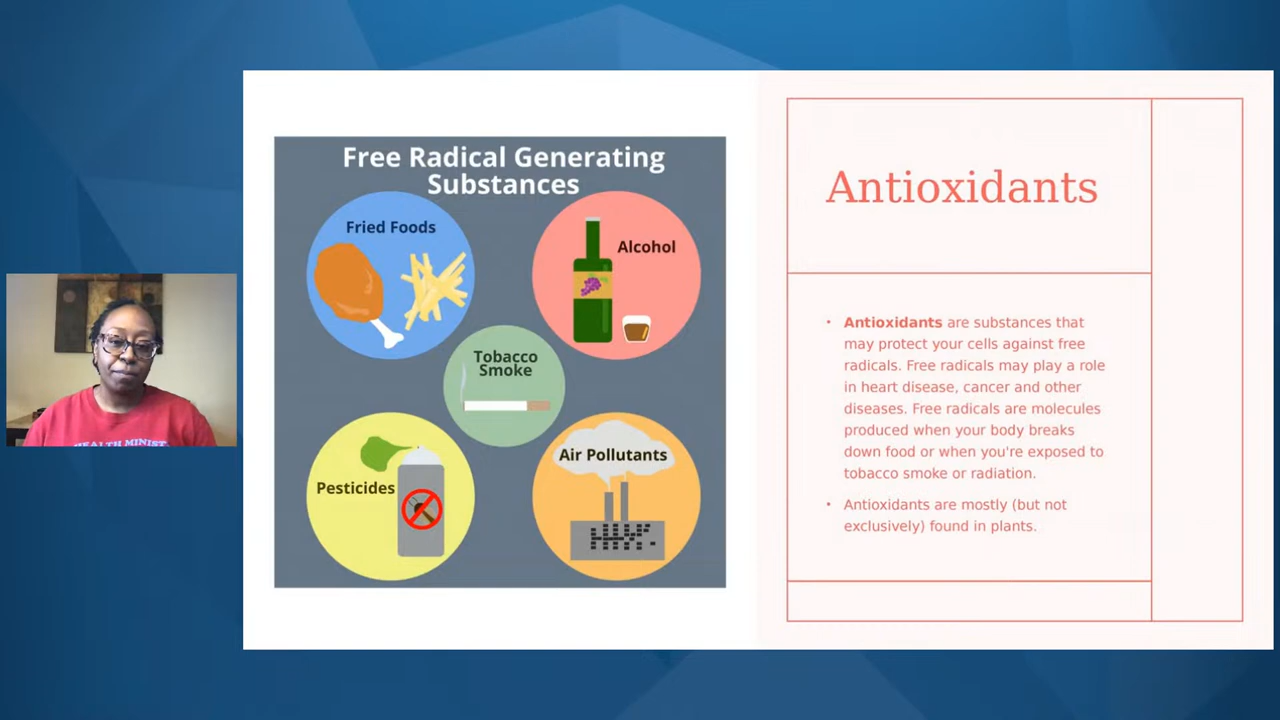 Free Radical Generating
Substances
Fried Foods
Alcohol
Tobacco
Smoke
Pesticides
Air Pollutants
Antioxidants
• Antioxidants are substances that
may protect your cells against free
radicals. Free radicals may play a role
in heart disease, cancer and other
diseases. Free radicals are molecules
produced when your body breaks
down food or when you're exposed to
tobacco smoke or radiation.
• Antioxidants are mostly (but not
exclusively) found in plants.